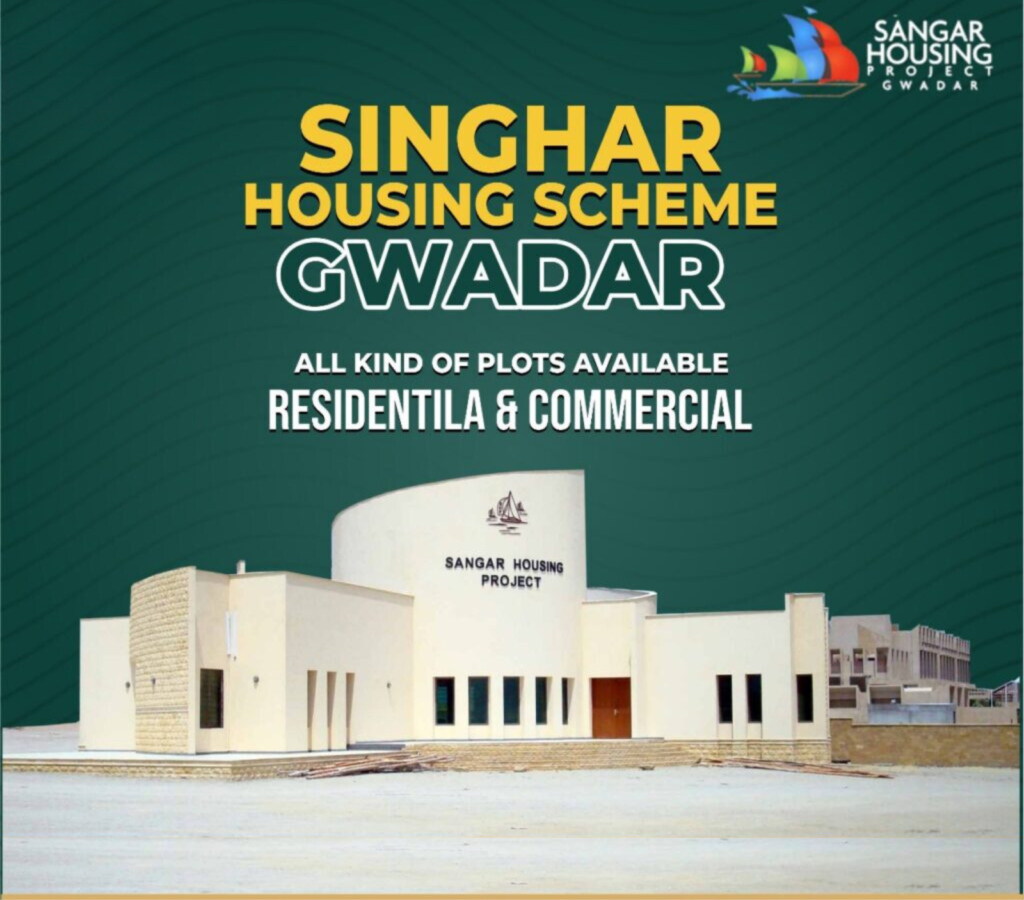 SANGAR
HOUSING
PROJECT
GWADAR
SINGHAR
HOUSING SCHEME
GWADAR
ALL KIND OF PLOTS AVAILABLE
RESIDENTILA & COMMERCIAL
SANGAR HOUSING
PROJECT